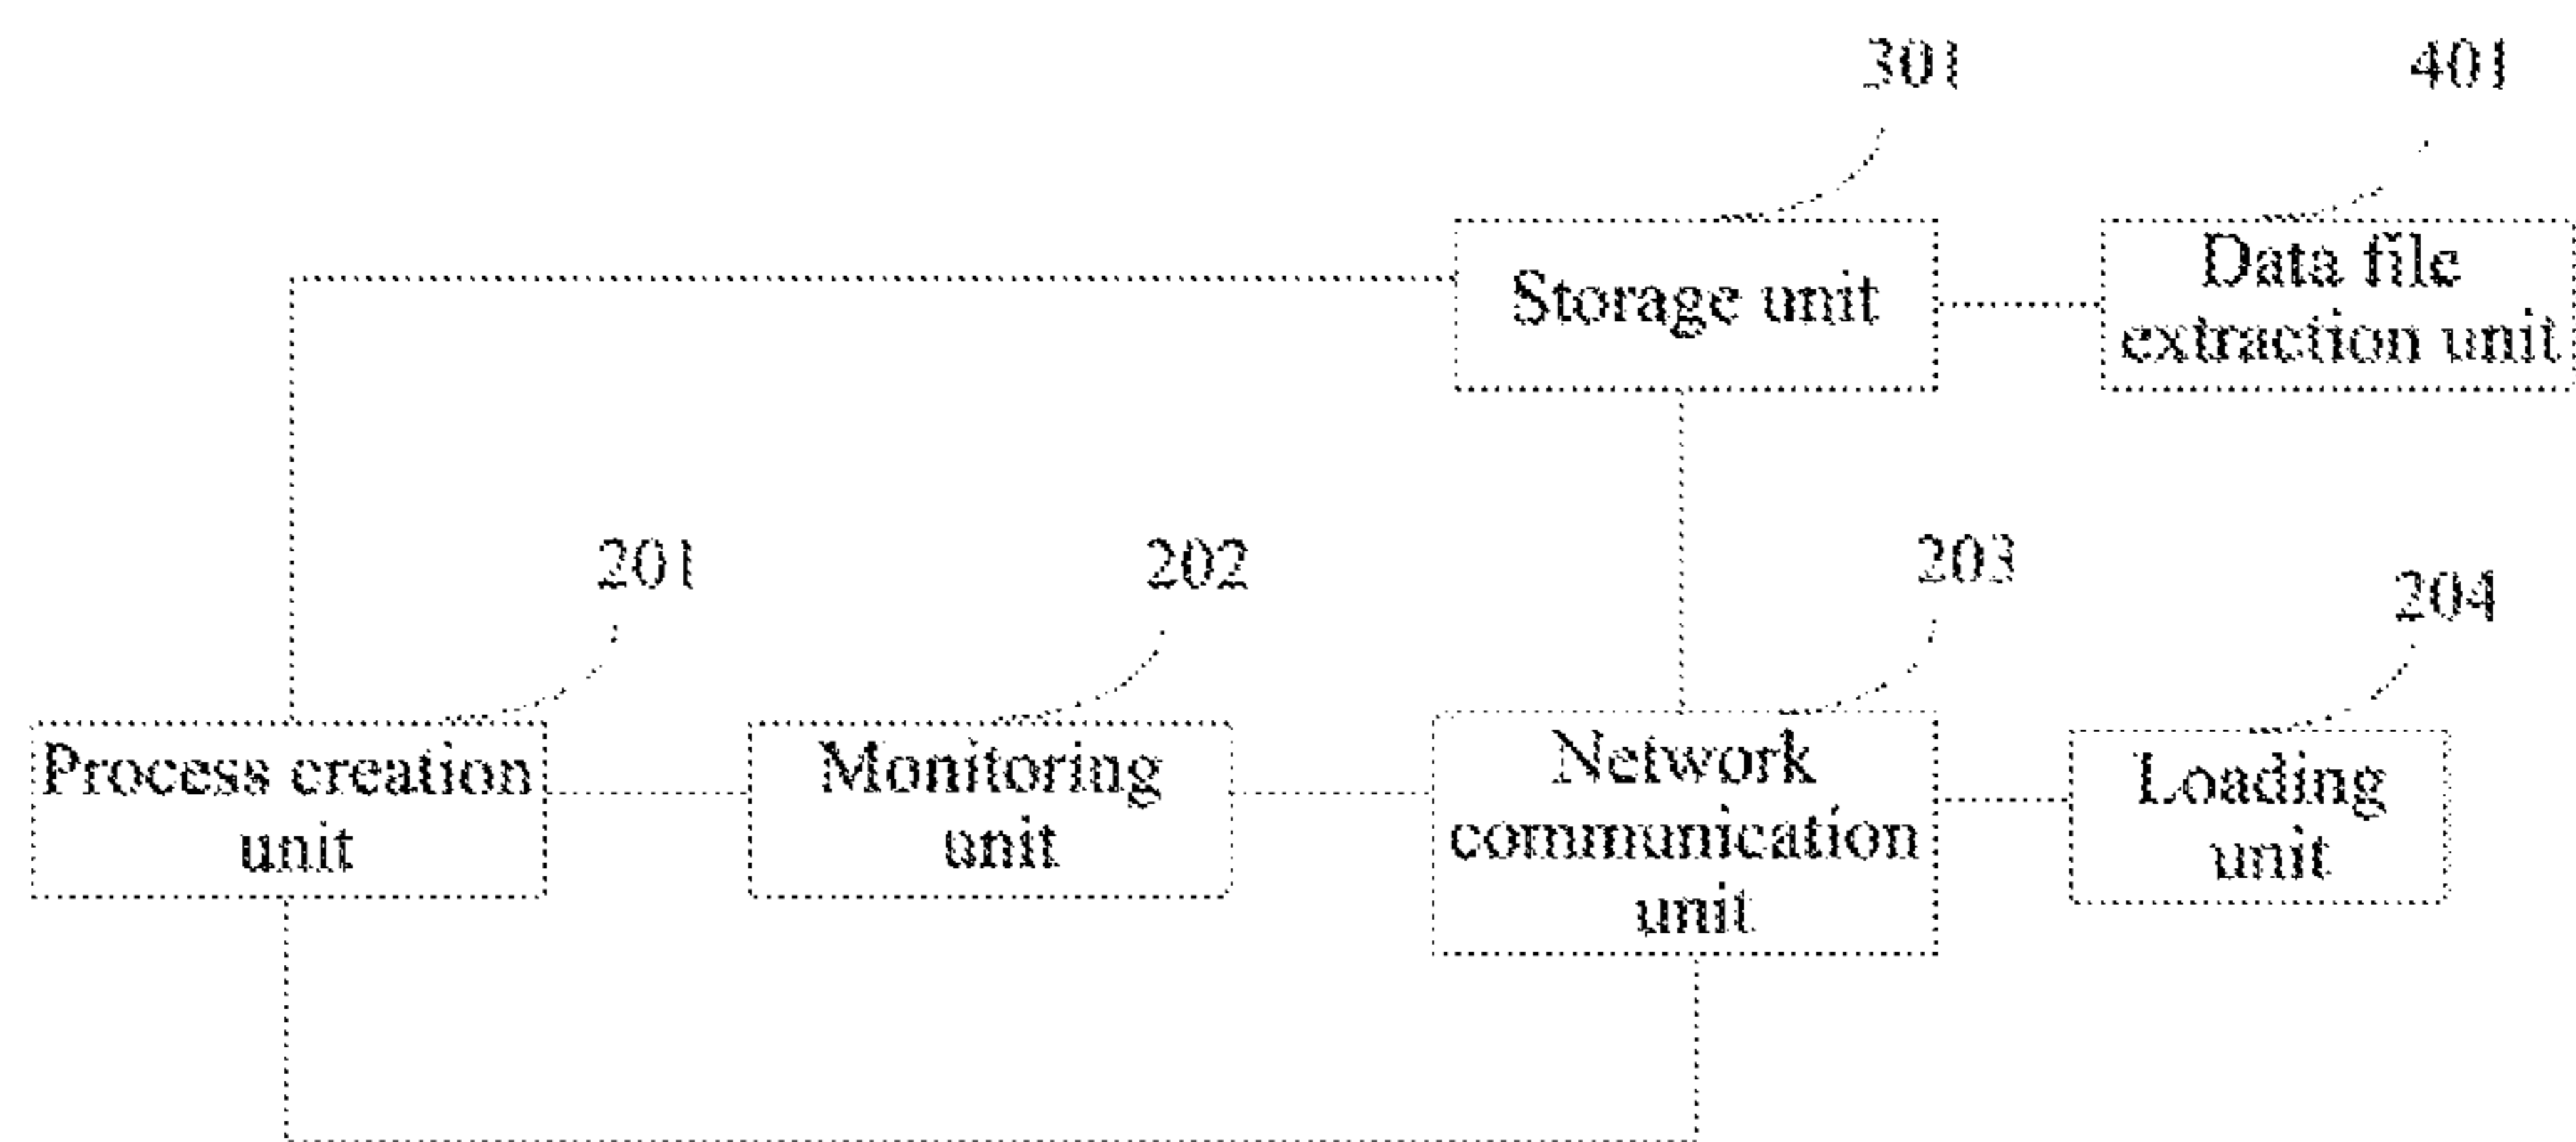 301
401
Storage unit
Data file
extraction unit
201
202
203
204
Process creation
unit
Monitoring
unit
Network
communication
unit
Loading
unit